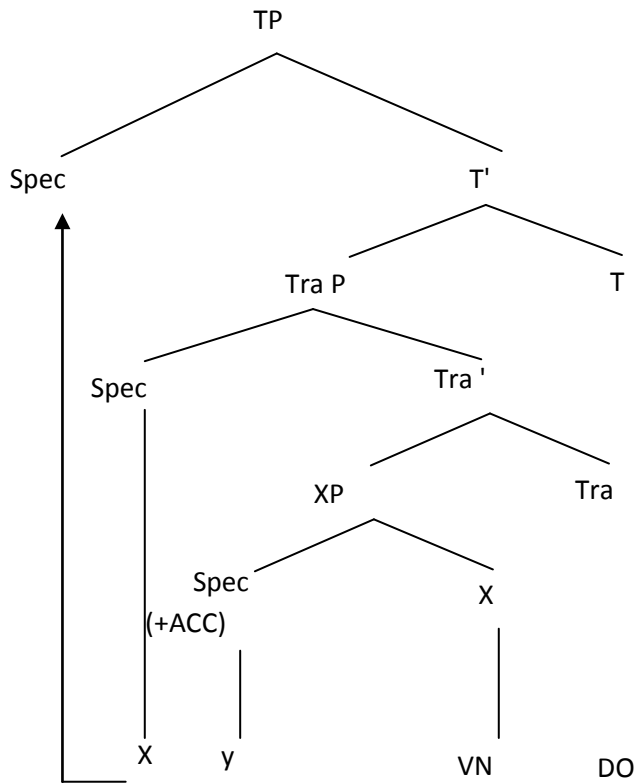 TP
Spec T'
Tra P T
Spec Tra '
XP Tra
Spec X
(+ACC)
X y VN DO